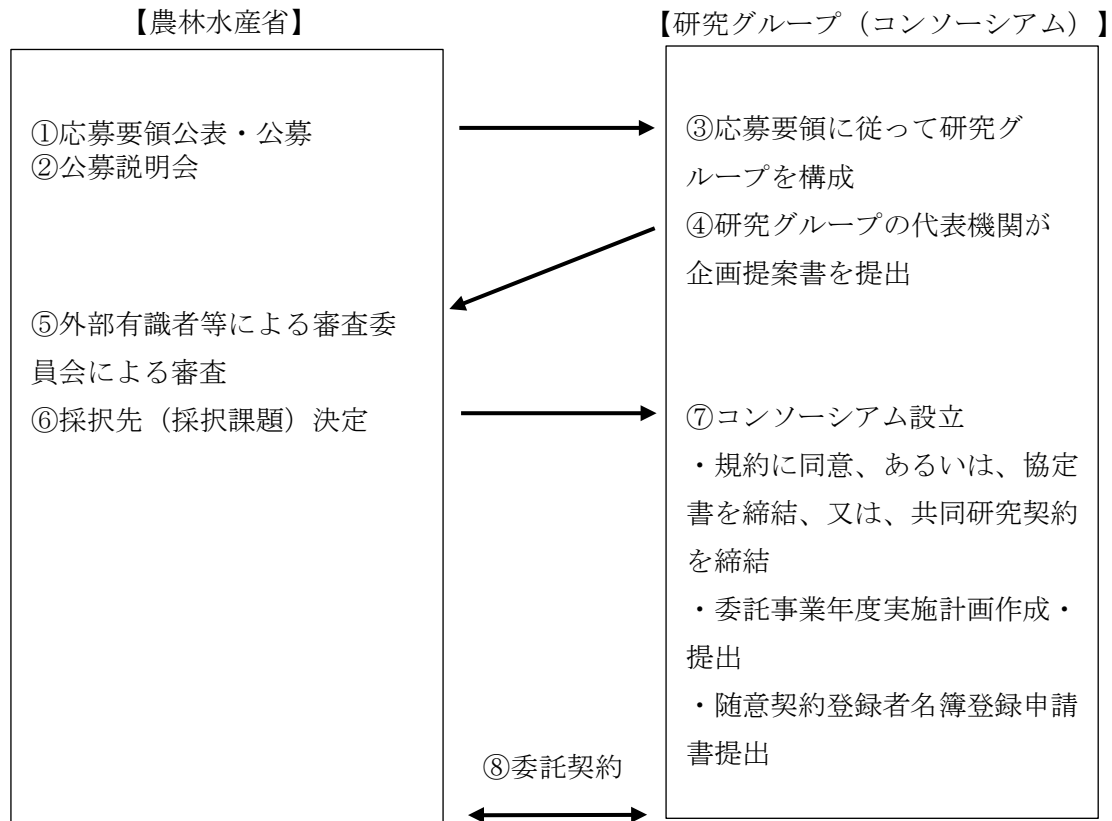 【農林水産省】
【研究グループ（コンソーシアム）】
①応募要領公表・公募
②公募説明会
⑤外部有識者等による審査委
員会による審査
⑥採択先（採択課題）決定
③応募要領に従って研究グ
ループを構成
④研究グループの代表機関が
企画提案書を提出
⑦コンソーシアム設立
・規約に同意、あるいは、協定
書を締結、又は、共同研究契約
を締結
・委託事業年度実施計画作成・
提出
・随意契約登録者名簿登録申請
書提出
⑧委託契約